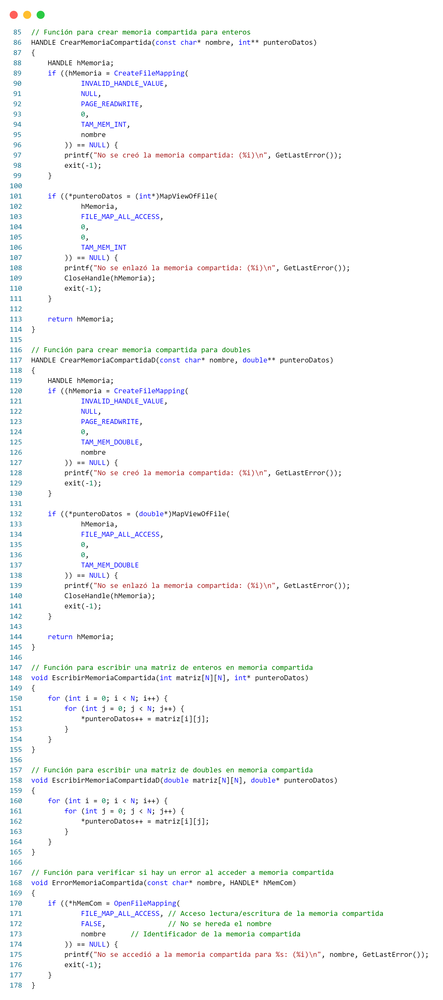 85 // Función para crear memoria compartida para enteros
86 HANDLE CrearMemoriaCompartida(const char* nombre, int** punteroDatos)
87 {
88     HANDLE hMemoria;
89     if ((hMemoria = CreateFileMapping(
90             INVALID_HANDLE_VALUE,
91             NULL,
92             PAGE_READWRITE,
93             0,
94             TAM_MEM_INT,
95             nombre
96         )) == NULL) {
97         printf("No se creó la memoria compartida: (%i)\n", GetLastError());
98         exit(-1);
99     }
100
101     if ((*punteroDatos = (int*)MapViewOfFile(
102             hMemoria,
103             FILE_MAP_ALL_ACCESS,
104             0,
105             0,
106             TAM_MEM_INT
107         )) == NULL) {
108         printf("No se enlazó la memoria compartida: (%i)\n", GetLastError());
109         CloseHandle(hMemoria);
110         exit(-1);
111     }
112
113     return hMemoria;
114 }
115
116 // Función para crear memoria compartida para doubles
117 HANDLE CrearMemoriaCompartidaD(const char* nombre, double** punteroDatos)
118 {
119     HANDLE hMemoria;
120     if ((hMemoria = CreateFileMapping(
121             INVALID_HANDLE_VALUE,
122             NULL,
123             PAGE_READWRITE,
124             0,
125             TAM_MEM_DOUBLE,
126             nombre
127         )) == NULL) {
128         printf("No se creó la memoria compartida: (%i)\n", GetLastError());
129         exit(-1);
130     }
131
132     if ((*punteroDatos = (double*)MapViewOfFile(
133             hMemoria,
134             FILE_MAP_ALL_ACCESS,
135             0,
136             0,
137             TAM_MEM_DOUBLE
138         )) == NULL) {
139         printf("No se enlazó la memoria compartida: (%i)\n", GetLastError());
140         CloseHandle(hMemoria);
141         exit(-1);
142     }
143
144     return hMemoria;
145 }
146
147 // Función para escribir una matriz de enteros en memoria compartida
148 void EscribirMemoriaCompartida(int matriz[N][N], int* punteroDatos)
149 {
150     for (int i = 0; i < N; i++) {
151         for (int j = 0; j < N; j++) {
152             *punteroDatos++ = matriz[i][j];
153         }
154     }
155 }
156
157 // Función para escribir una matriz de doubles en memoria compartida
158 void EscribirMemoriaCompartidaD(double matriz[N][N], double* punteroDatos)
159 {
160     for (int i = 0; i < N; i++) {
161         for (int j = 0; j < N; j++) {
162             *punteroDatos++ = matriz[i][j];
163         }
164     }
165 }
166
167 // Función para verificar si hay un error al acceder a memoria compartida
168 void ErrorMemoriaCompartida(const char* nombre, HANDLE* hMemCom)
169 {
170     if ((*hMemCom = OpenFileMapping(
171             FILE_MAP_ALL_ACCESS, // Acceso lectura/escritura de la memoria compartida
172             FALSE,               // No se hereda el nombre
173             nombre      // Identificador de la memoria compartida
174         )) == NULL) {
175         printf("No se accedió a la memoria compartida para %s: (%i)\n", nombre, GetLastError());
176         exit(-1);
177     }
178 }